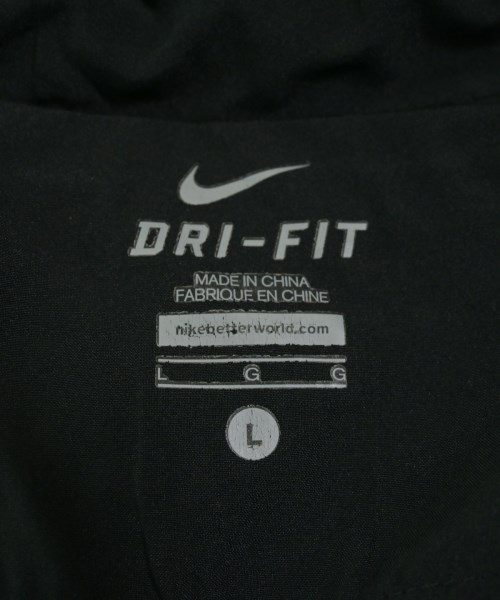 DRI-FIT
MADE IN CHINA
FABRIQUE EN CHINE
nikebetterworld.com
L G G
L